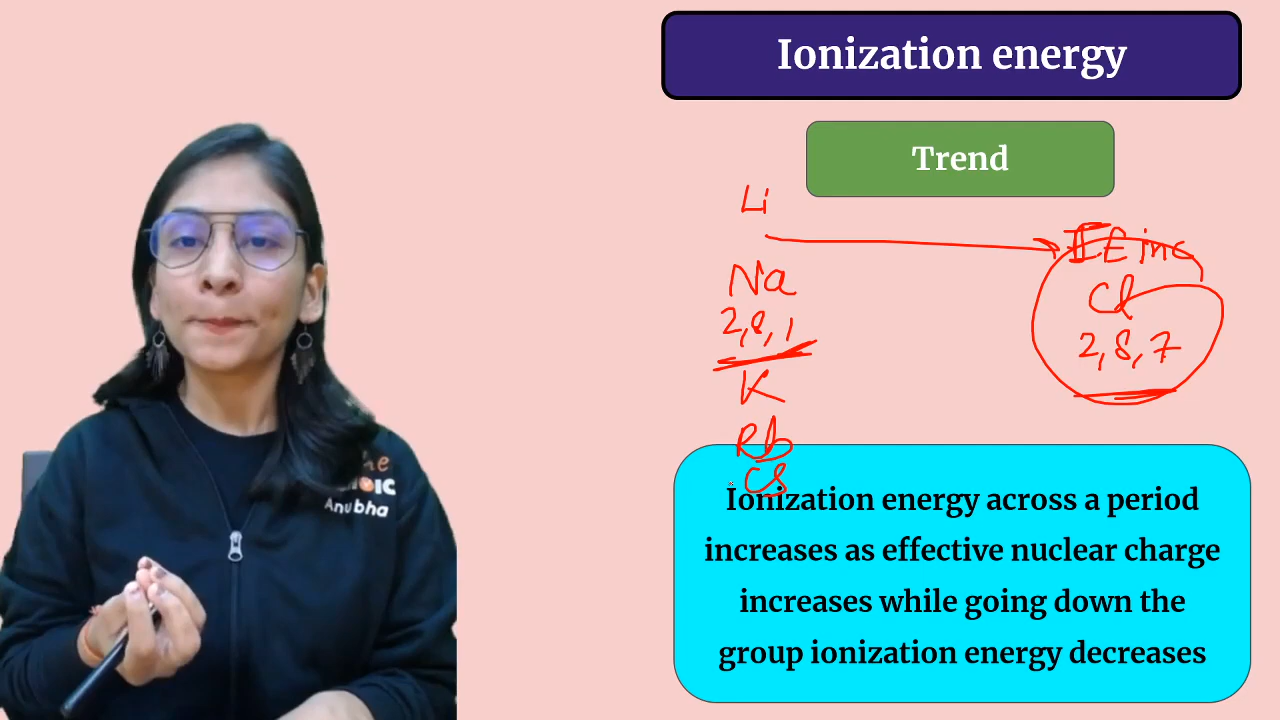 Ionization energy
Trend
Li
IE inc
Na
Cl
2,8,1
2,8,7
K
Rb
Cs
Ionization energy across a period
increases as effective nuclear charge
increases while going down the
group ionization energy decreases
Anubha